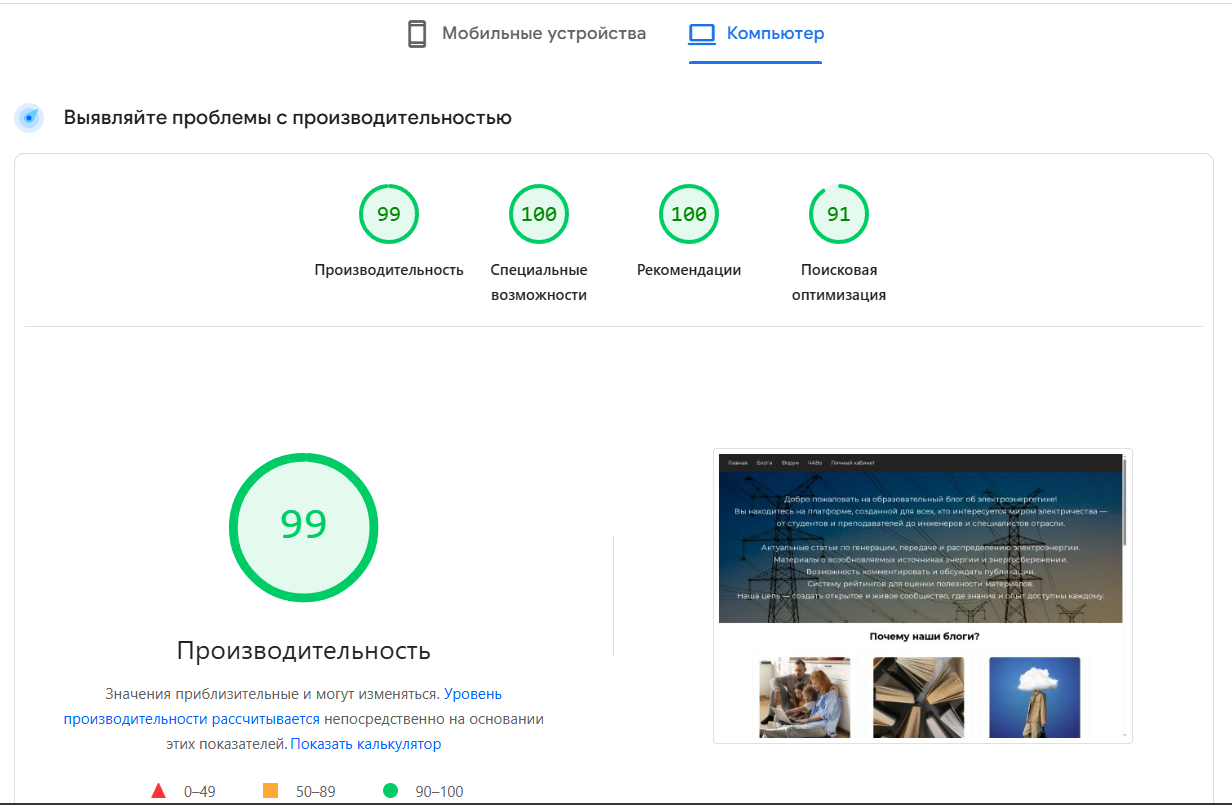 Мобильные устройства
Компьютер
Выявляйте проблемы с производительностью
99
100
100
91
Производительность
Специальные
возможности
Рекомендации
Поисковая
оптимизация
99
Производительность
Значения приблизительные и могут изменяться. Уровень
производительности рассчитывается непосредственно на основании
этих показателей. Показать калькулятор
0–49
50–89
90–100
Главная Блоги Форум ЧАВо Личный кабинет
Добро пожаловать на образовательный блог об электроэнергетике!
Вы находитесь на платформе, созданной для всех, кто интересуется миром электричества —
от студентов и преподавателей до инженеров и специалистов отрасли.
Актуальные статьи по генерации, передаче и распределению электроэнергии.
Материалы о возобновляемых источниках энергии и энергосбережении.
Возможность комментировать и обсуждать публикации.
Систему рейтингов для оценки полезности материалов.
Наша цель — создать открытое и живое сообщество, где знания и опыт доступны каждому.
Почему наши блоги?